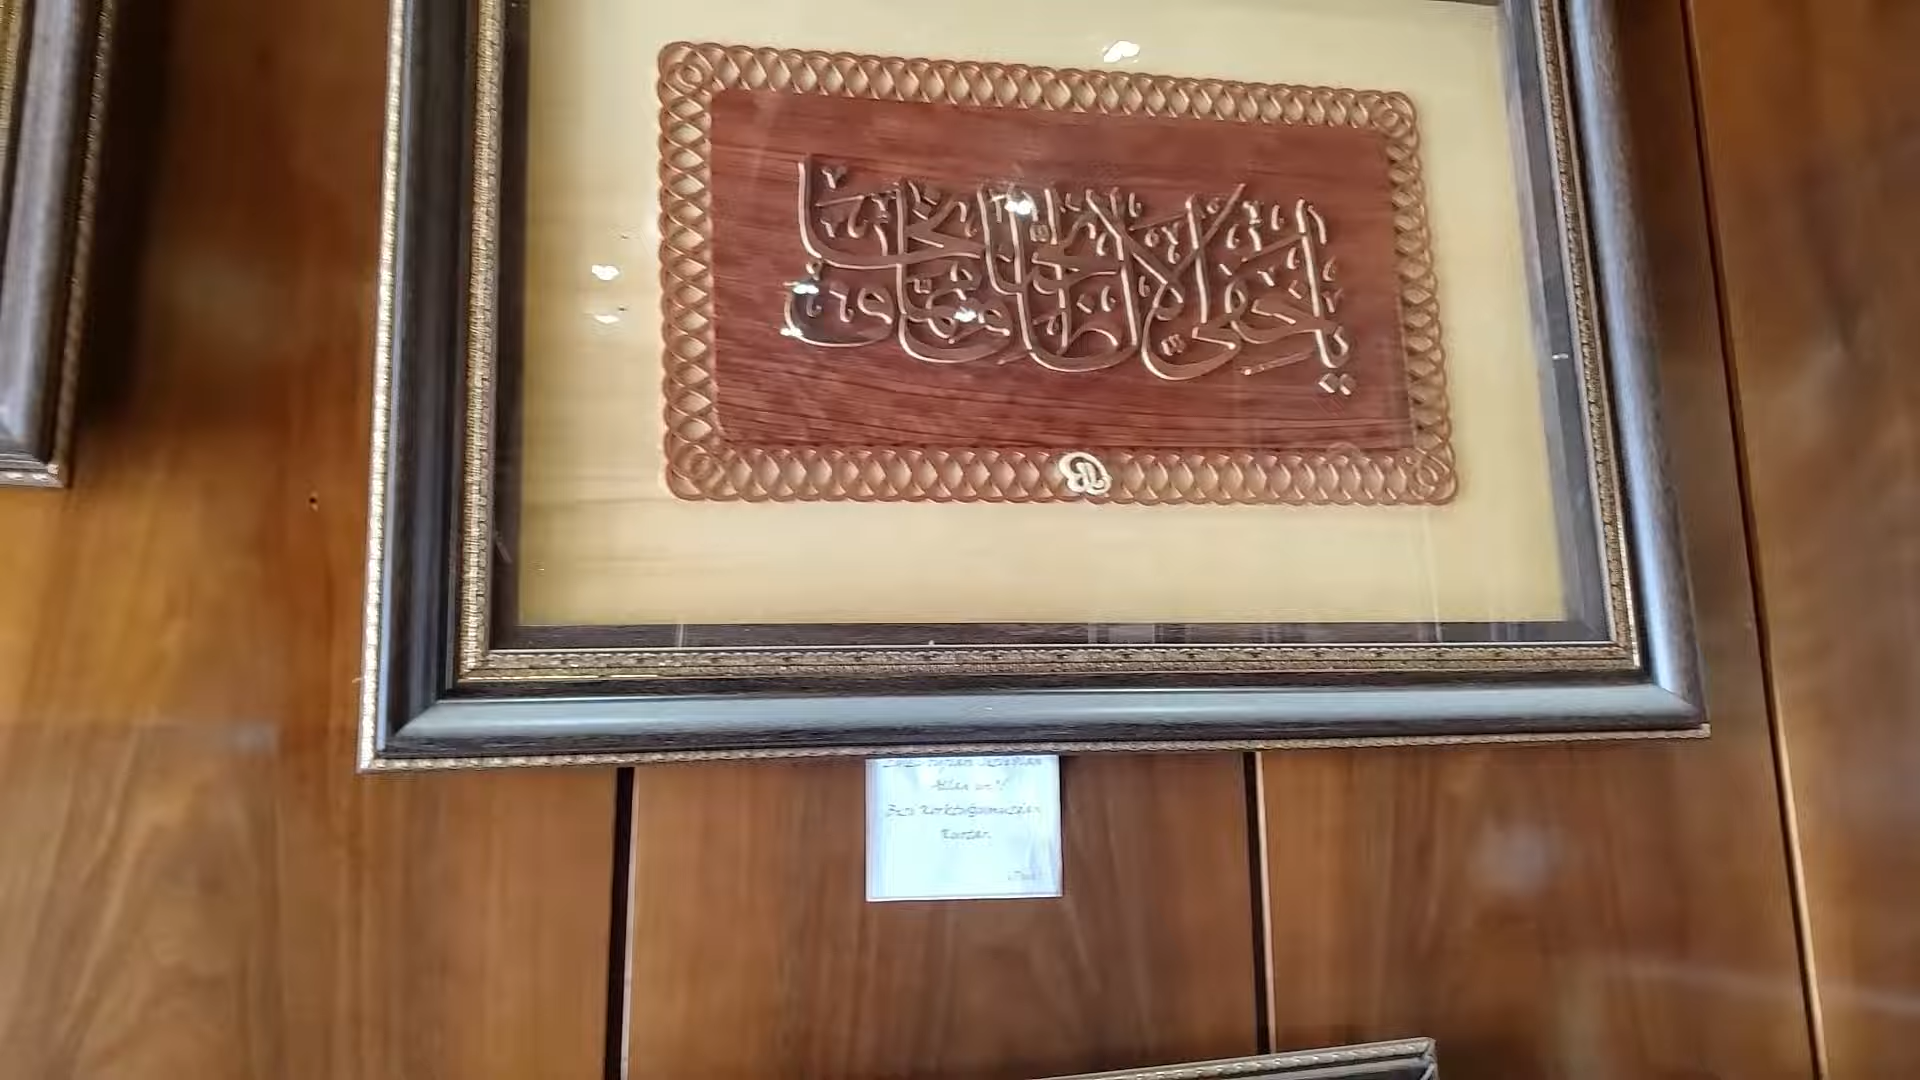 يا خفي الالطاف نجنا مما نخاف
Allah'ım!
Bizi Korktuğumuzdan
Kurtar.